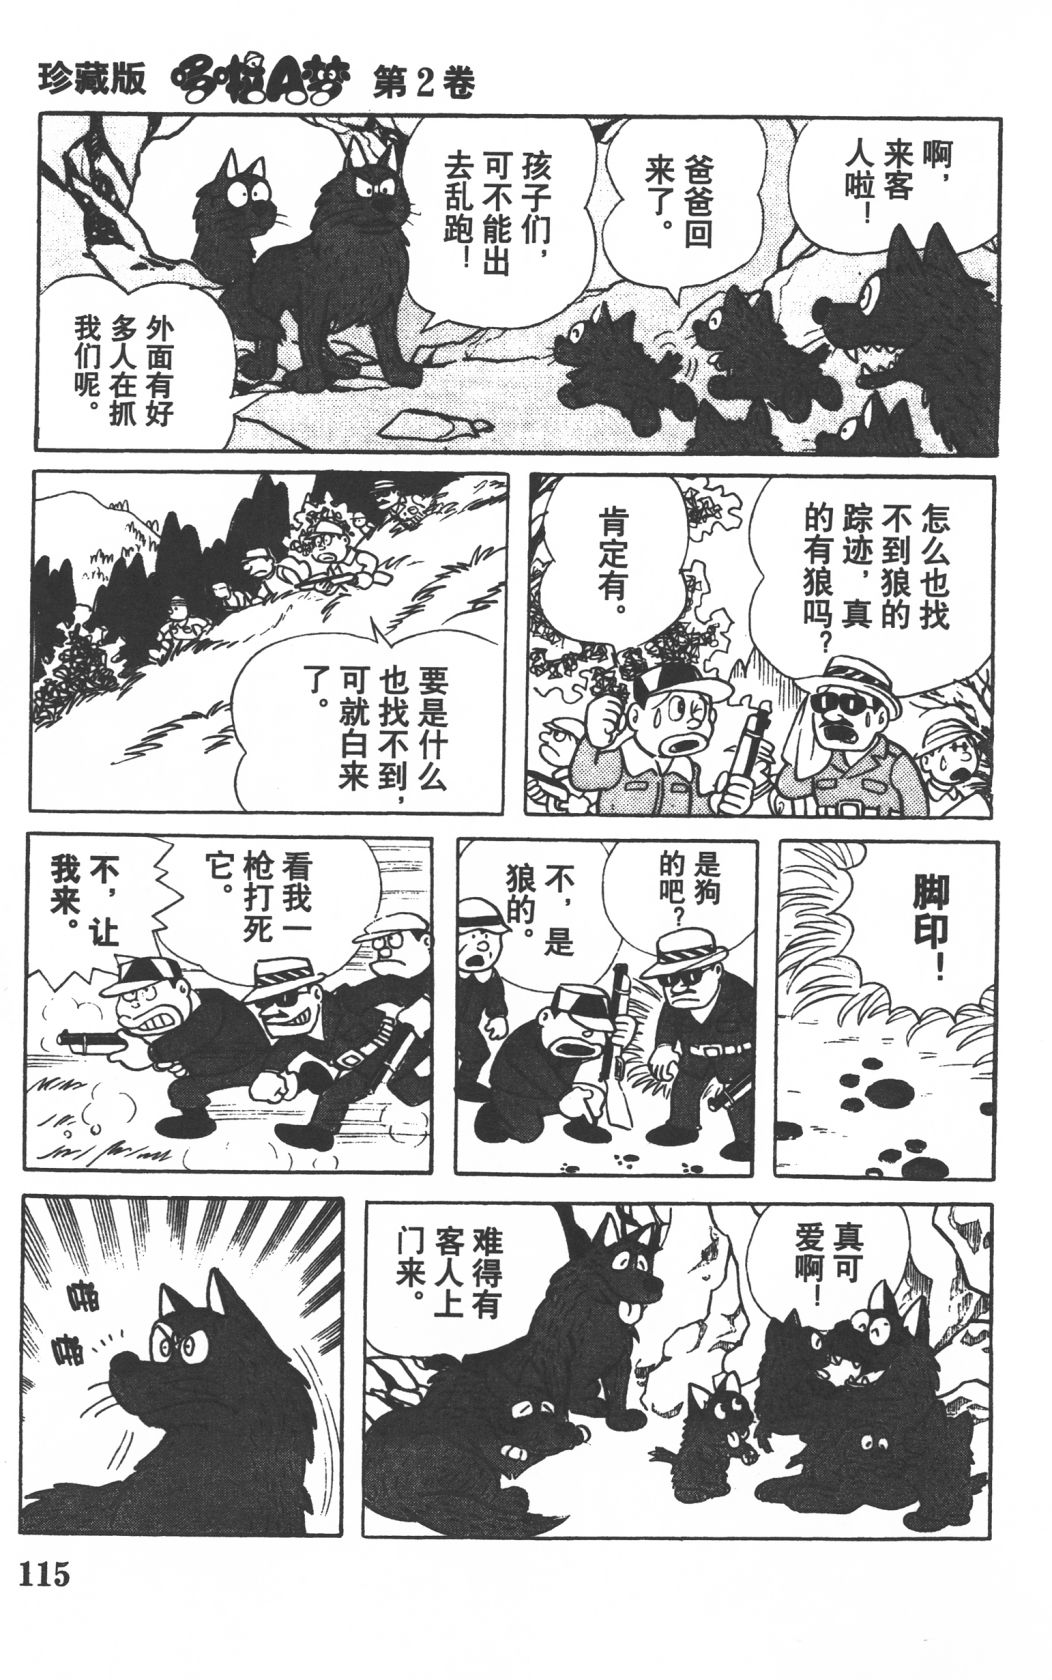 珍藏版 哆啦A梦 第2卷
啊，
来客
人啦！
爸爸回
来了。
孩子们，
可不能出
去乱跑！
外面有好
多人在抓
我们呢。
怎么也找
不到狼的
踪迹，真
的有狼吗？
肯定有。
要是什么
也找不到，
可就白来
了。
脚印！
是狗
的吧？
不，是
狼的。
看我一
枪打死
它。
不，让
我来。
真可
爱啊！
难得有
客人上
门来。
115